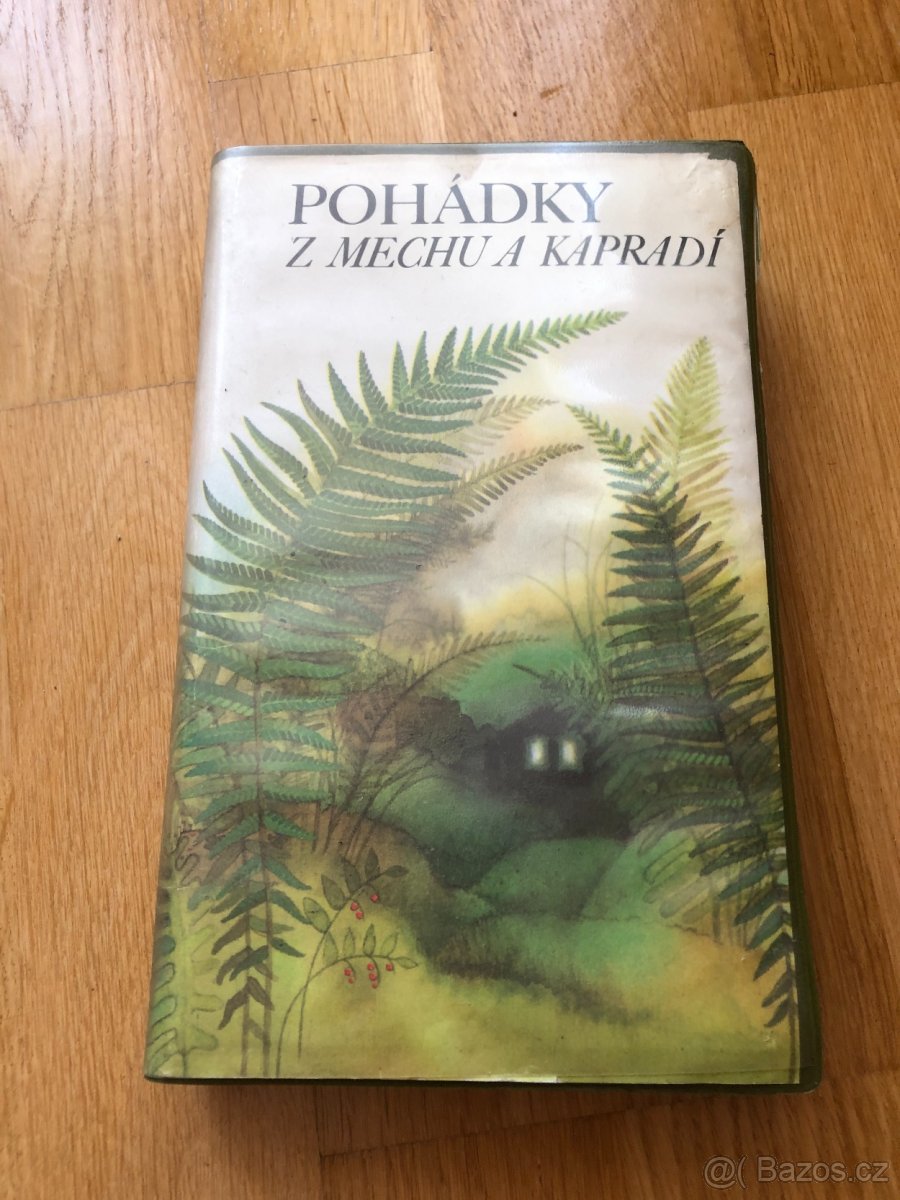 POHÁDKY
Z MECHU A KAPRADÍ
@( Bazos.cz